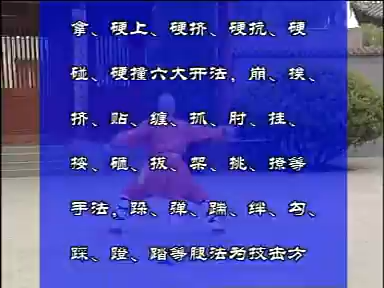 拿、硬上、硬挤、硬抗、硬
碰、硬撞六大开法，崩、挨、
挤、贴、缠、抓、肘、挂、
按、砸、拔、架、挑、撩等
手法，跺、弹、踹、绊、勾、
踩、蹬、踏等腿法为技击方